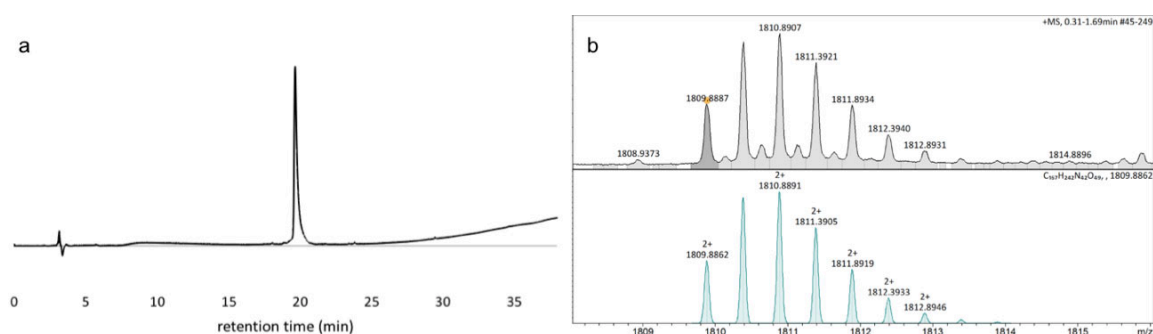 a
0 5 10 15 20 25 30 35
retention time (min)
b
+MS, 0.31-1.69min #45-249
1810.8907
1811.3921
1809.8887
1811.8934
1812.3940
1812.8931
1808.9373
1814.8896
C₁₆₇H₂₄₂N₄₂O₄₉, , 1809.8862
2+
1810.8891
2+
1811.3905
2+
1809.8862
2+
1811.8919
2+
1812.3933
2+
1812.8946
1809 1810 1811 1812 1813 1814 1815 m/z